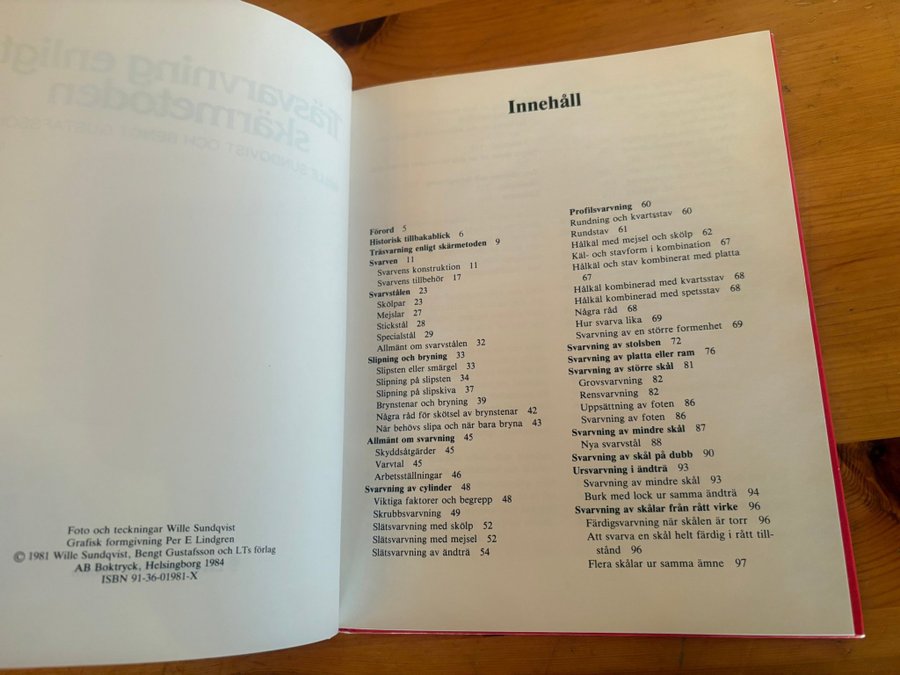 Träsvarvning enligt
skärmetoden
WILLE SUNDQVIST OCH BENGT GUSTAFSSON
Foto och teckningar Wille Sundqvist
Grafisk formgivning Per E Lindgren
© 1981 Wille Sundqvist, Bengt Gustafsson och LTs förlag
AB Boktryck, Helsingborg 1984
ISBN 91-36-01981-X
Innehåll
Förord 5
Historisk tillbakablick 6
Träsvarning enligt skärmetoden 9
Svarven 11
Svarvens konstruktion 11
Svarvens tillbehör 17
Svarvstålen 23
Skölpar 23
Mejslar 27
Stickstål 28
Specialstål 29
Allmänt om svarvstålen 32
Slipning och bryning 33
Slipsten eller smärgel 33
Slipning på slipsten 34
Slipning på slipskiva 37
Brynstenar och bryning 39
Några råd för skötsel av brynstenar 42
När behövs slipa och när bara bryna 43
Allmänt om svarvning 45
Skyddsåtgärder 45
Varvtal 45
Arbetsställningar 46
Svarvning av cylinder 48
Viktiga faktorer och begrepp 48
Skrubbsvarvning 49
Slätsvarvning med skölp 52
Slätsvarvning med mejsel 52
Slätsvarvning av ändträ 54
Profilsvarvning 60
Rundning och kvartsstav 60
Rundstav 61
Hålkäl med mejsel och skölp 62
Käl- och stavform i kombination 67
Hålkäl och stav kombinerat med platta
67
Hålkäl kombinerad med kvartsstav 68
Hålkäl kombinerad med spetsstav 68
Några råd 68
Hur svarva lika 69
Svarvning av en större formenhet 69
Svarvning av stolsben 72
Svarvning av platta eller ram 76
Svarvning av större skål 81
Grovsvarvning 82
Rensvarvning 82
Uppsättning av foten 86
Svarvning av foten 86
Svarvning av mindre skål 87
Nya svarvstål 88
Svarvning av skål på dubb 90
Ursvarvning i ändträ 93
Svarvning av mindre skål 93
Burk med lock ur samma ändträ 94
Svarvning av skålar från rått virke 96
Färdigsvarvning när skålen är torr 96
Att svarva en skål helt färdig i rått till-
stånd 96
Flera skålar ur samma ämne 97